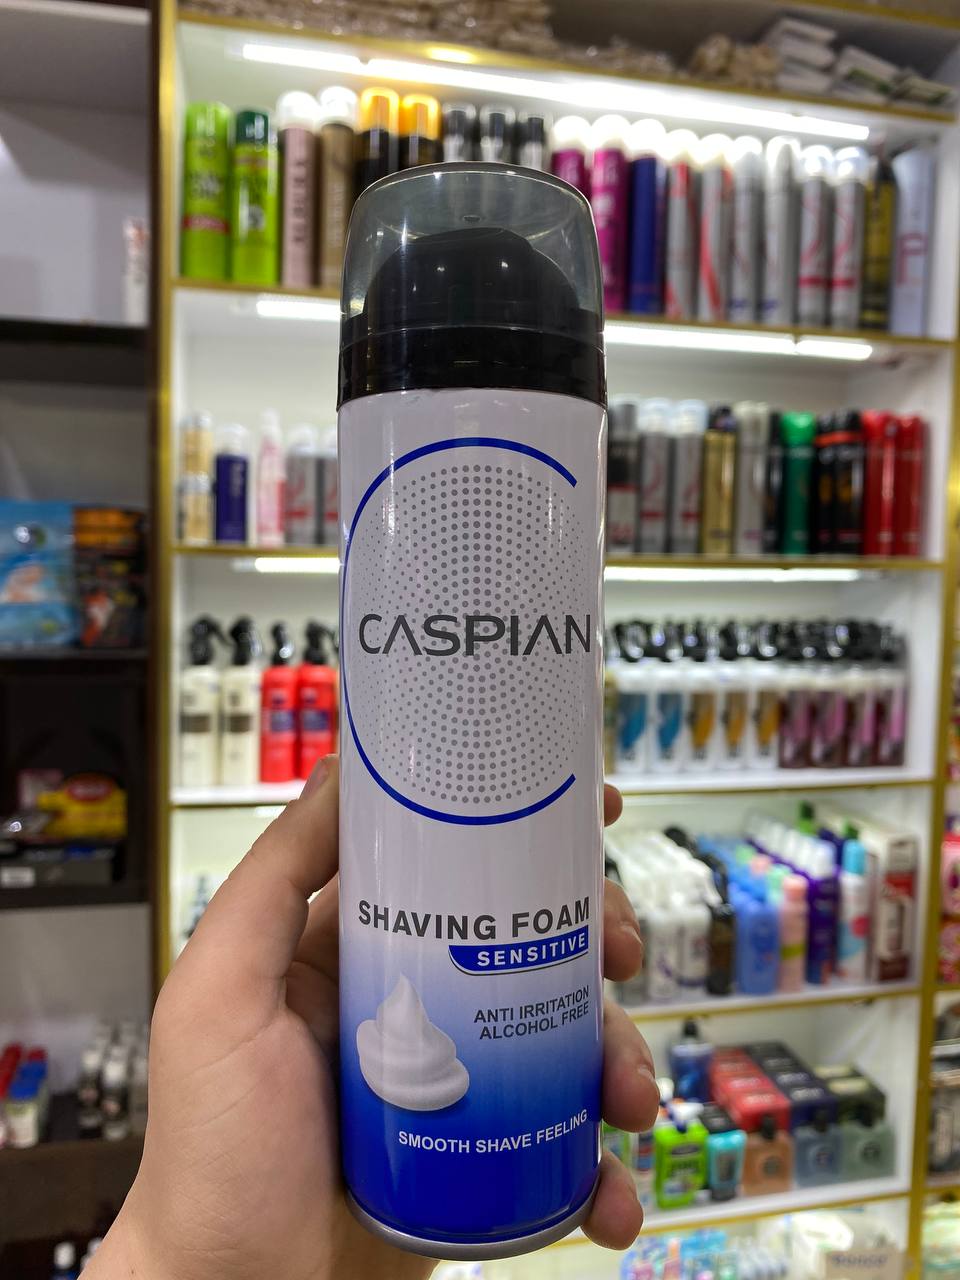 CASPIAN
SHAVING FOAM
SENSITIVE
ANTI IRRITATION
ALCOHOL FREE
SMOOTH SHAVE FEELING